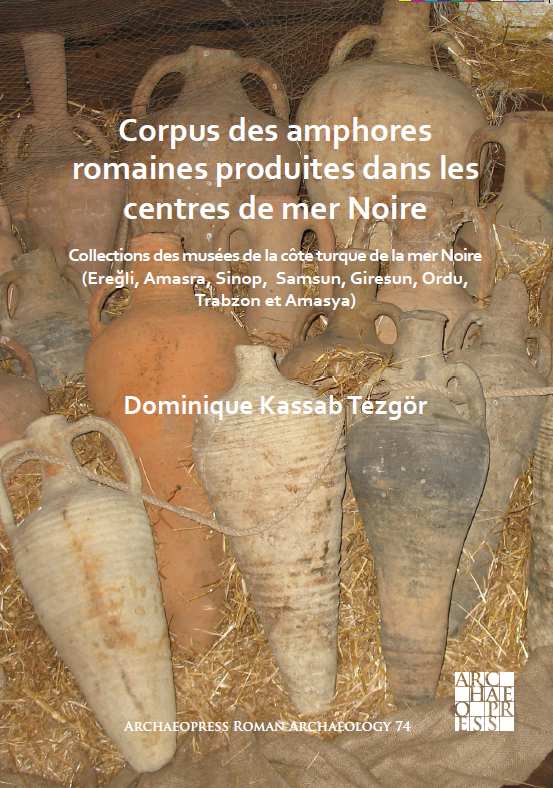 Corpus des amphores
romaines produites dans les
centres de mer Noire
Collections des musées de la côte turque de la mer Noire
(Ereğli, Amasra, Sinop, Samsun, Giresun, Ordu,
Trabzon et Amasya)
Dominique Kassab Tezgör
ARC
HAE
OPR
ESS
Archaeopress Roman Archaeology 74